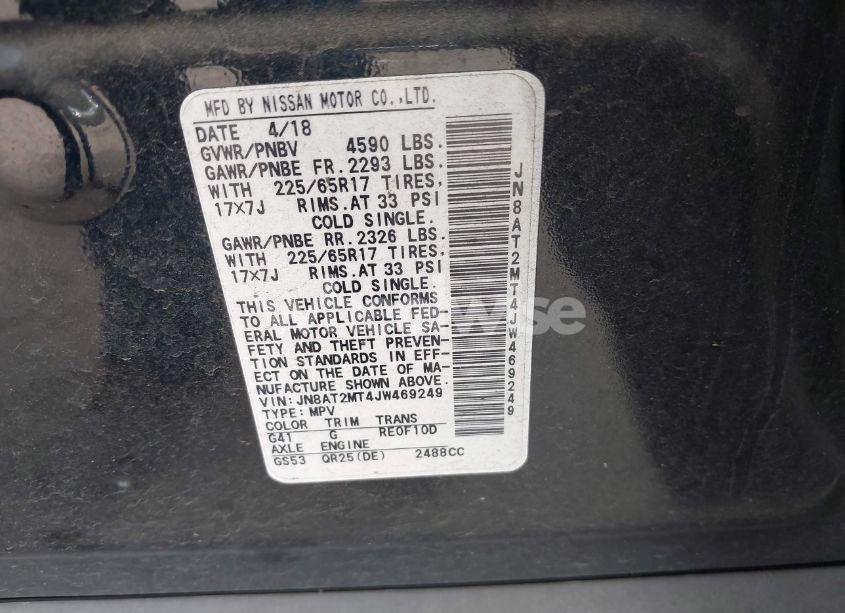 MFD BY NISSAN MOTOR CO.,LTD.
DATE 4/18
GVWR/PNBV 4590 LBS.
GAWR/PNBE FR.2293 LBS.
WITH 225/65R17 TIRES,
17X7J RIMS.AT 33 PSI
COLD SINGLE.
GAWR/PNBE RR.2326 LBS.
WITH 225/65R17 TIRES,
17X7J RIMS.AT 33 PSI
COLD SINGLE.
THIS VEHICLE CONFORMS
TO ALL APPLICABLE FED-
ERAL MOTOR VEHICLE SA-
FETY AND THEFT PREVEN-
TION STANDARDS IN EFF-
ECT ON THE DATE OF MA-
NUFACTURE SHOWN ABOVE.
VIN:JN8AT2MT4JW469249
TYPE:MPV
COLOR TRIM TRANS
G41 G RE0F10D
AXLE ENGINE
GS53 QR25(DE) 2488CC
JN8AT2MT4JW469249